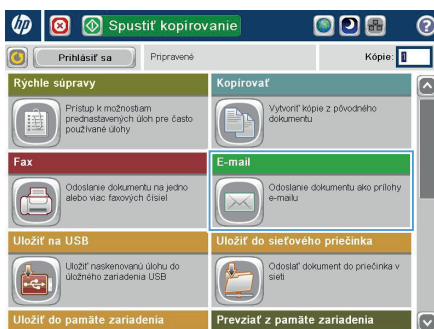 hp Spustiť kopírovanie ?
Prihlásiť sa Pripravené Kópie: 1
Rýchle súpravy
Prístup k možnostiam
prednastavených úloh pre často
používané úlohy
Kopírovať
Vytvoriť kópie z pôvodného
dokumentu
Fax
Odoslanie dokumentu na jedno
alebo viac faxových čísiel
E-mail
Odoslanie dokumentu ako prílohy
e-mailu
Uložiť na USB
Uložiť naskenovanú úlohu do
úložného zariadenia USB
Uložiť do sieťového priečinka
Odoslať dokument do priečinka v
sieti
Uložiť do pamäte zariadenia
Prevziať z pamäte zariadenia